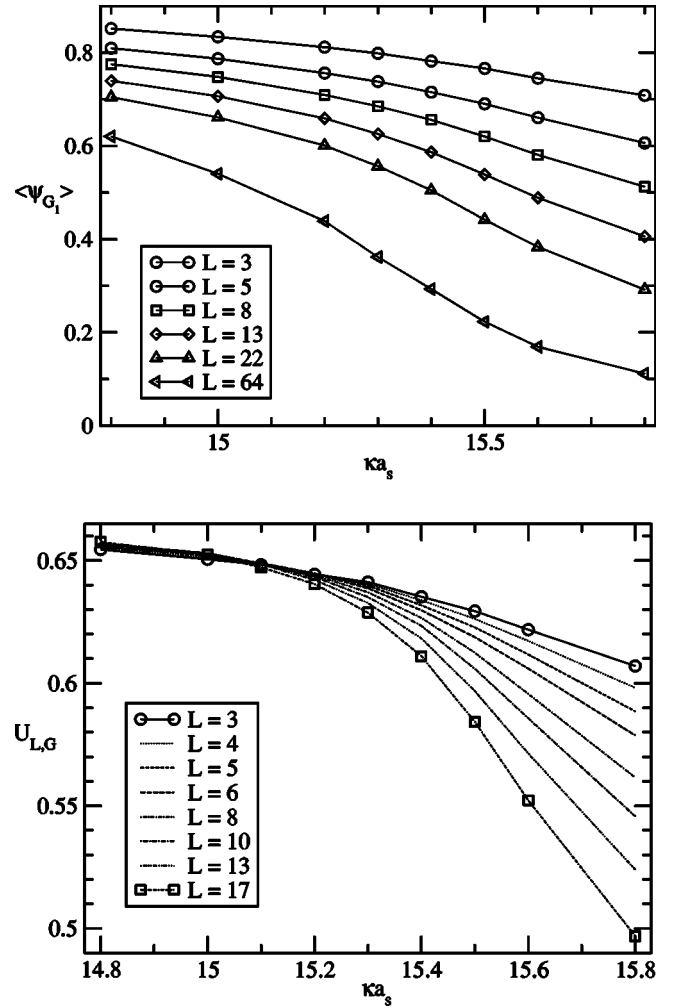 0.8
0.6
<ψ_G₁>
0.4
0.2
0
L = 3
L = 5
L = 8
L = 13
L = 22
L = 64
15
15.5
κa_s
0.65
0.6
U_L,G
0.55
0.5
L = 3
L = 4
L = 5
L = 6
L = 8
L = 10
L = 13
L = 17
14.8
15
15.2
15.4
15.6
15.8
κa_s